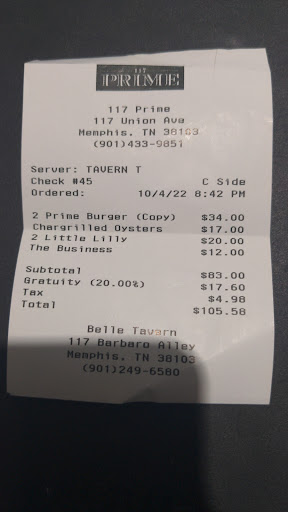 117
PRIME
117 Prime
117 Union Ave
Memphis, TN 38103
(901)433-9851
Server: TAVERN T
Check #45 C Side
Ordered: 10/4/22 8:42 PM
2 Prime Burger (Copy) $34.00
Chargrilled Oysters $17.00
2 Little Lilly $20.00
The Business $12.00
Subtotal $83.00
Gratuity (20.00%) $17.60
Tax $4.98
Total $105.58
Belle Tavern
117 Barbaro Alley
Memphis, TN 38103
(901)249-6580